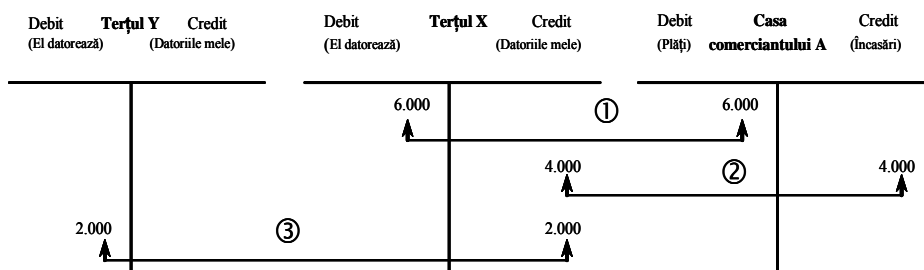 Debit Terțul Y Credit
(El datorează) (Datoriile mele)
Debit Terțul X Credit
(El datorează) (Datoriile mele)
Debit Casa Credit
(Plăți) comerciantului A (Încasări)
6.000 ① 6.000
4.000 ② 4.000
2.000 ③ 2.000